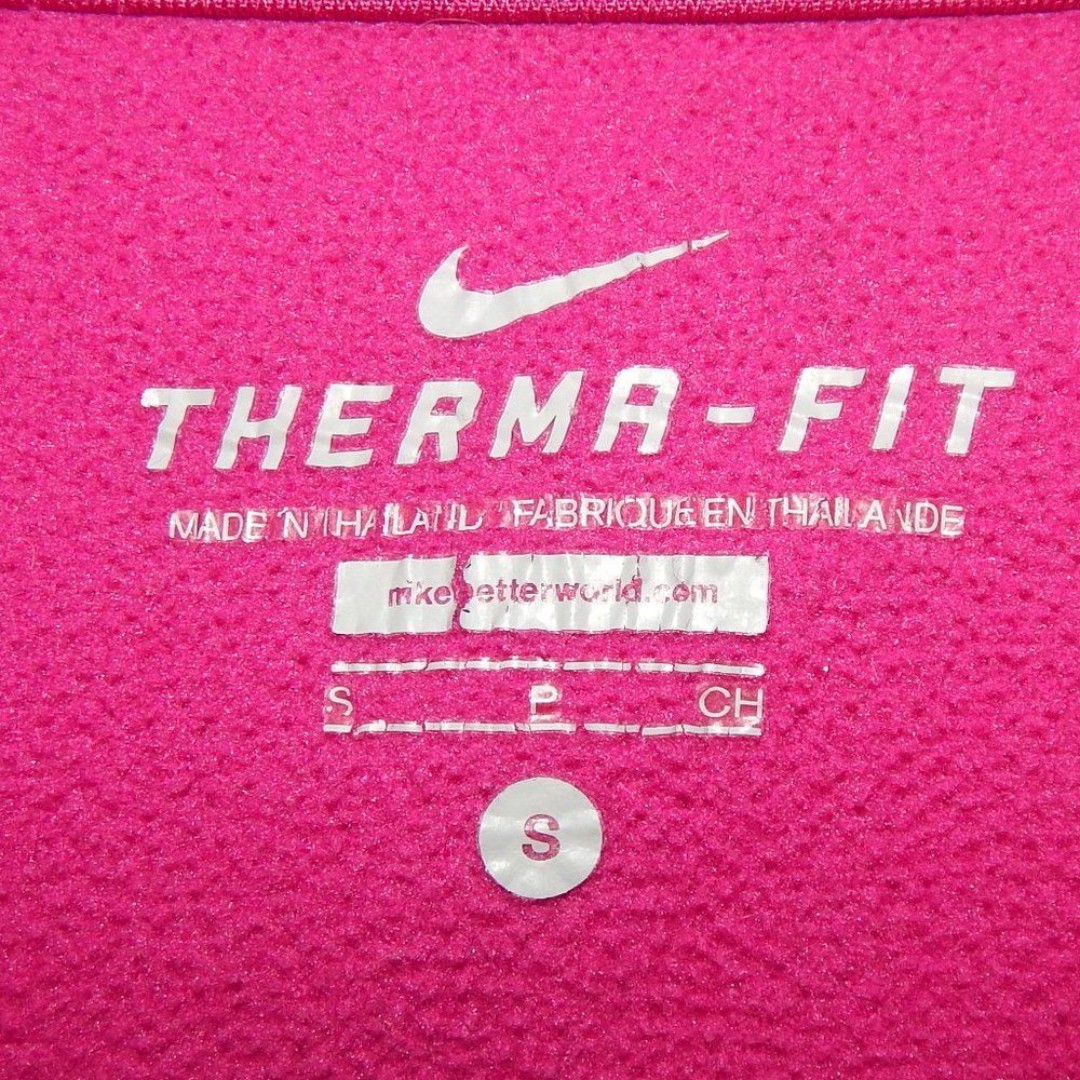 THERMA-FIT
MADE IN THAILAND / FABRIQUE EN THAILANDE
nikebetterworld.com
S P CH
S